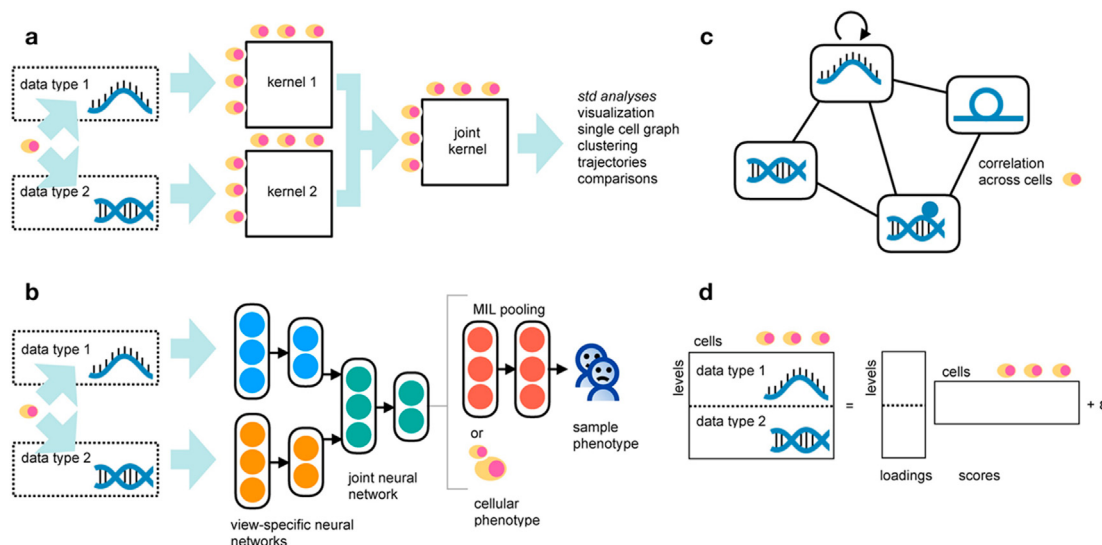 a
data type 1
data type 2
kernel 1
kernel 2
joint
kernel
std analyses
visualization
single cell graph
clustering
trajectories
comparisons
c
correlation
across cells
b
data type 1
data type 2
view-specific neural
networks
joint neural
network
MIL pooling
or
cellular
phenotype
sample
phenotype
d
cells
levels
data type 1
data type 2
=
levels
cells
loadings
scores
+